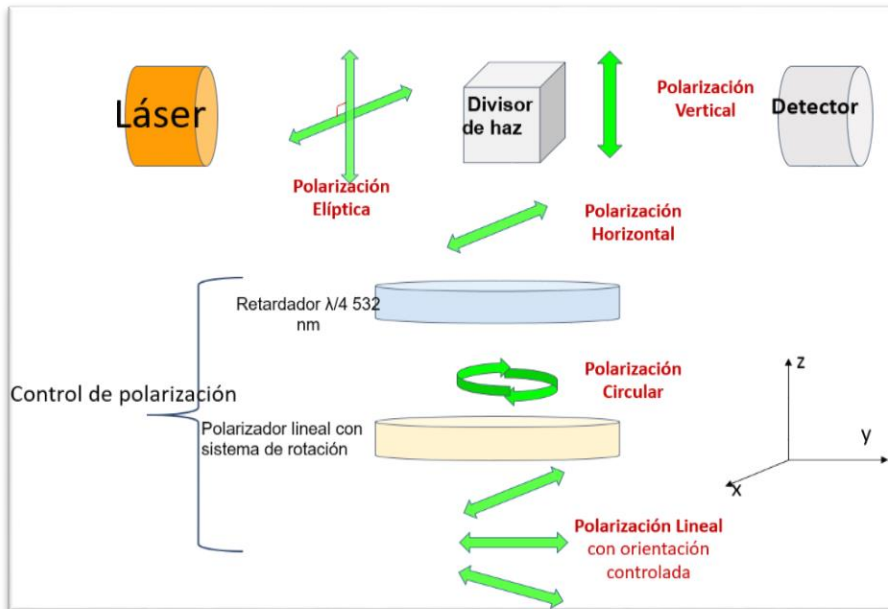 Láser
Divisor
de haz
Polarización
Vertical
Detector
Polarización
Elíptica
Polarización
Horizontal
Retardador λ/4 532
nm
Polarización
Circular
Control de polarización
Polarizador lineal con
sistema de rotación
z
y
x
Polarización Lineal
con orientación
controlada